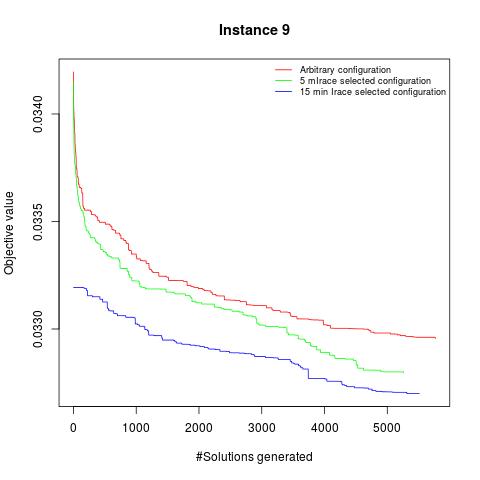 Instance 9
Arbitrary configuration
5 mIrace selected configuration
15 min Irace selected configuration
Objective value
0.0340
0.0335
0.0330
0 1000 2000 3000 4000 5000
#Solutions generated